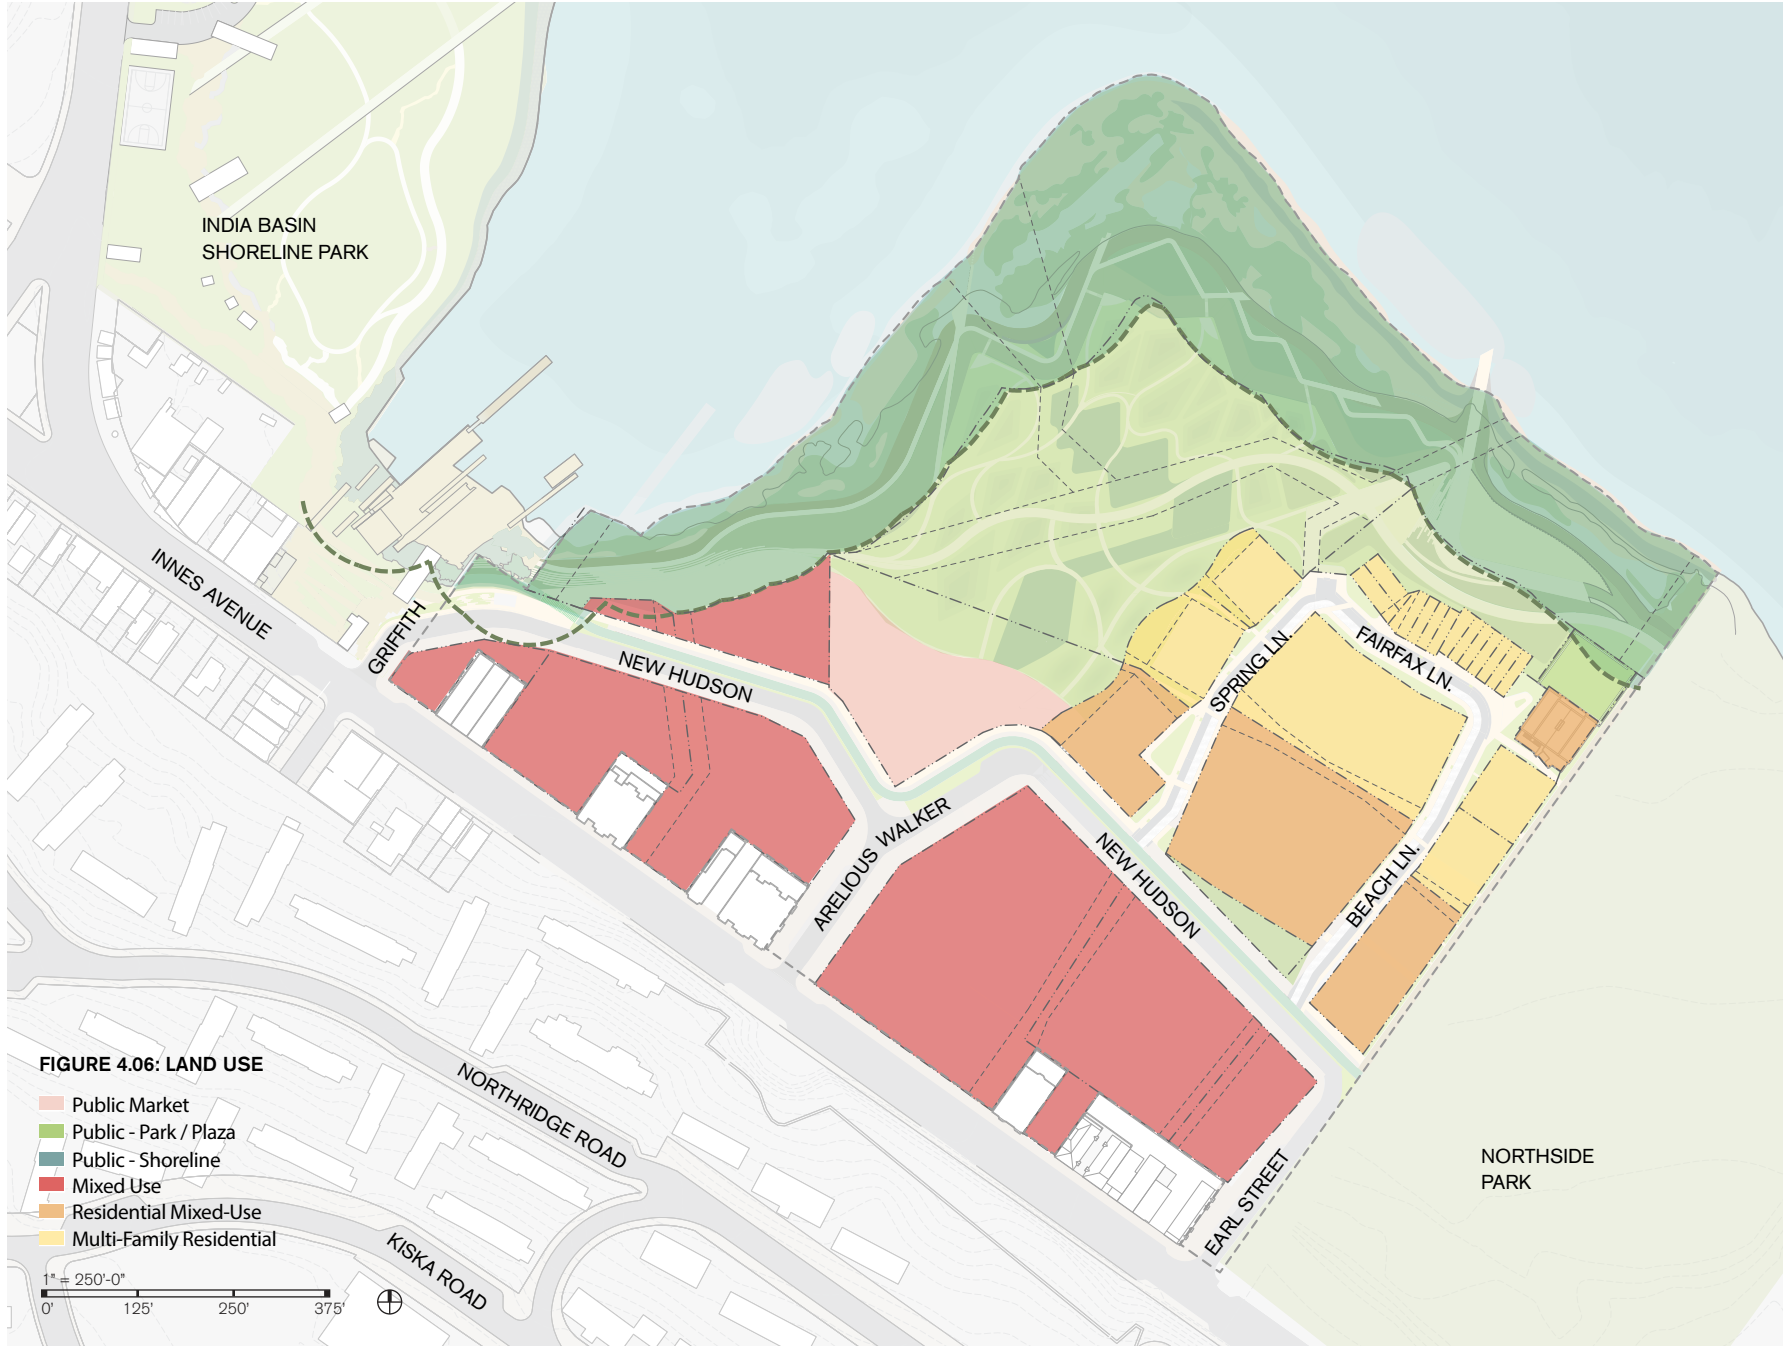 INDIA BASIN
SHORELINE PARK
INNES AVENUE
GRIFFITH
NEW HUDSON
ARELIOUS WALKER
NEW HUDSON
SPRING LN.
FAIRFAX LN.
BEACH LN.
EARL STREET
NORTHSIDE
PARK
NORTHRIDGE ROAD
KISKA ROAD
FIGURE 4.06: LAND USE
Public Market
Public - Park / Plaza
Public - Shoreline
Mixed Use
Residential Mixed-Use
Multi-Family Residential
1" = 250'-0"
0' 125' 250' 375'